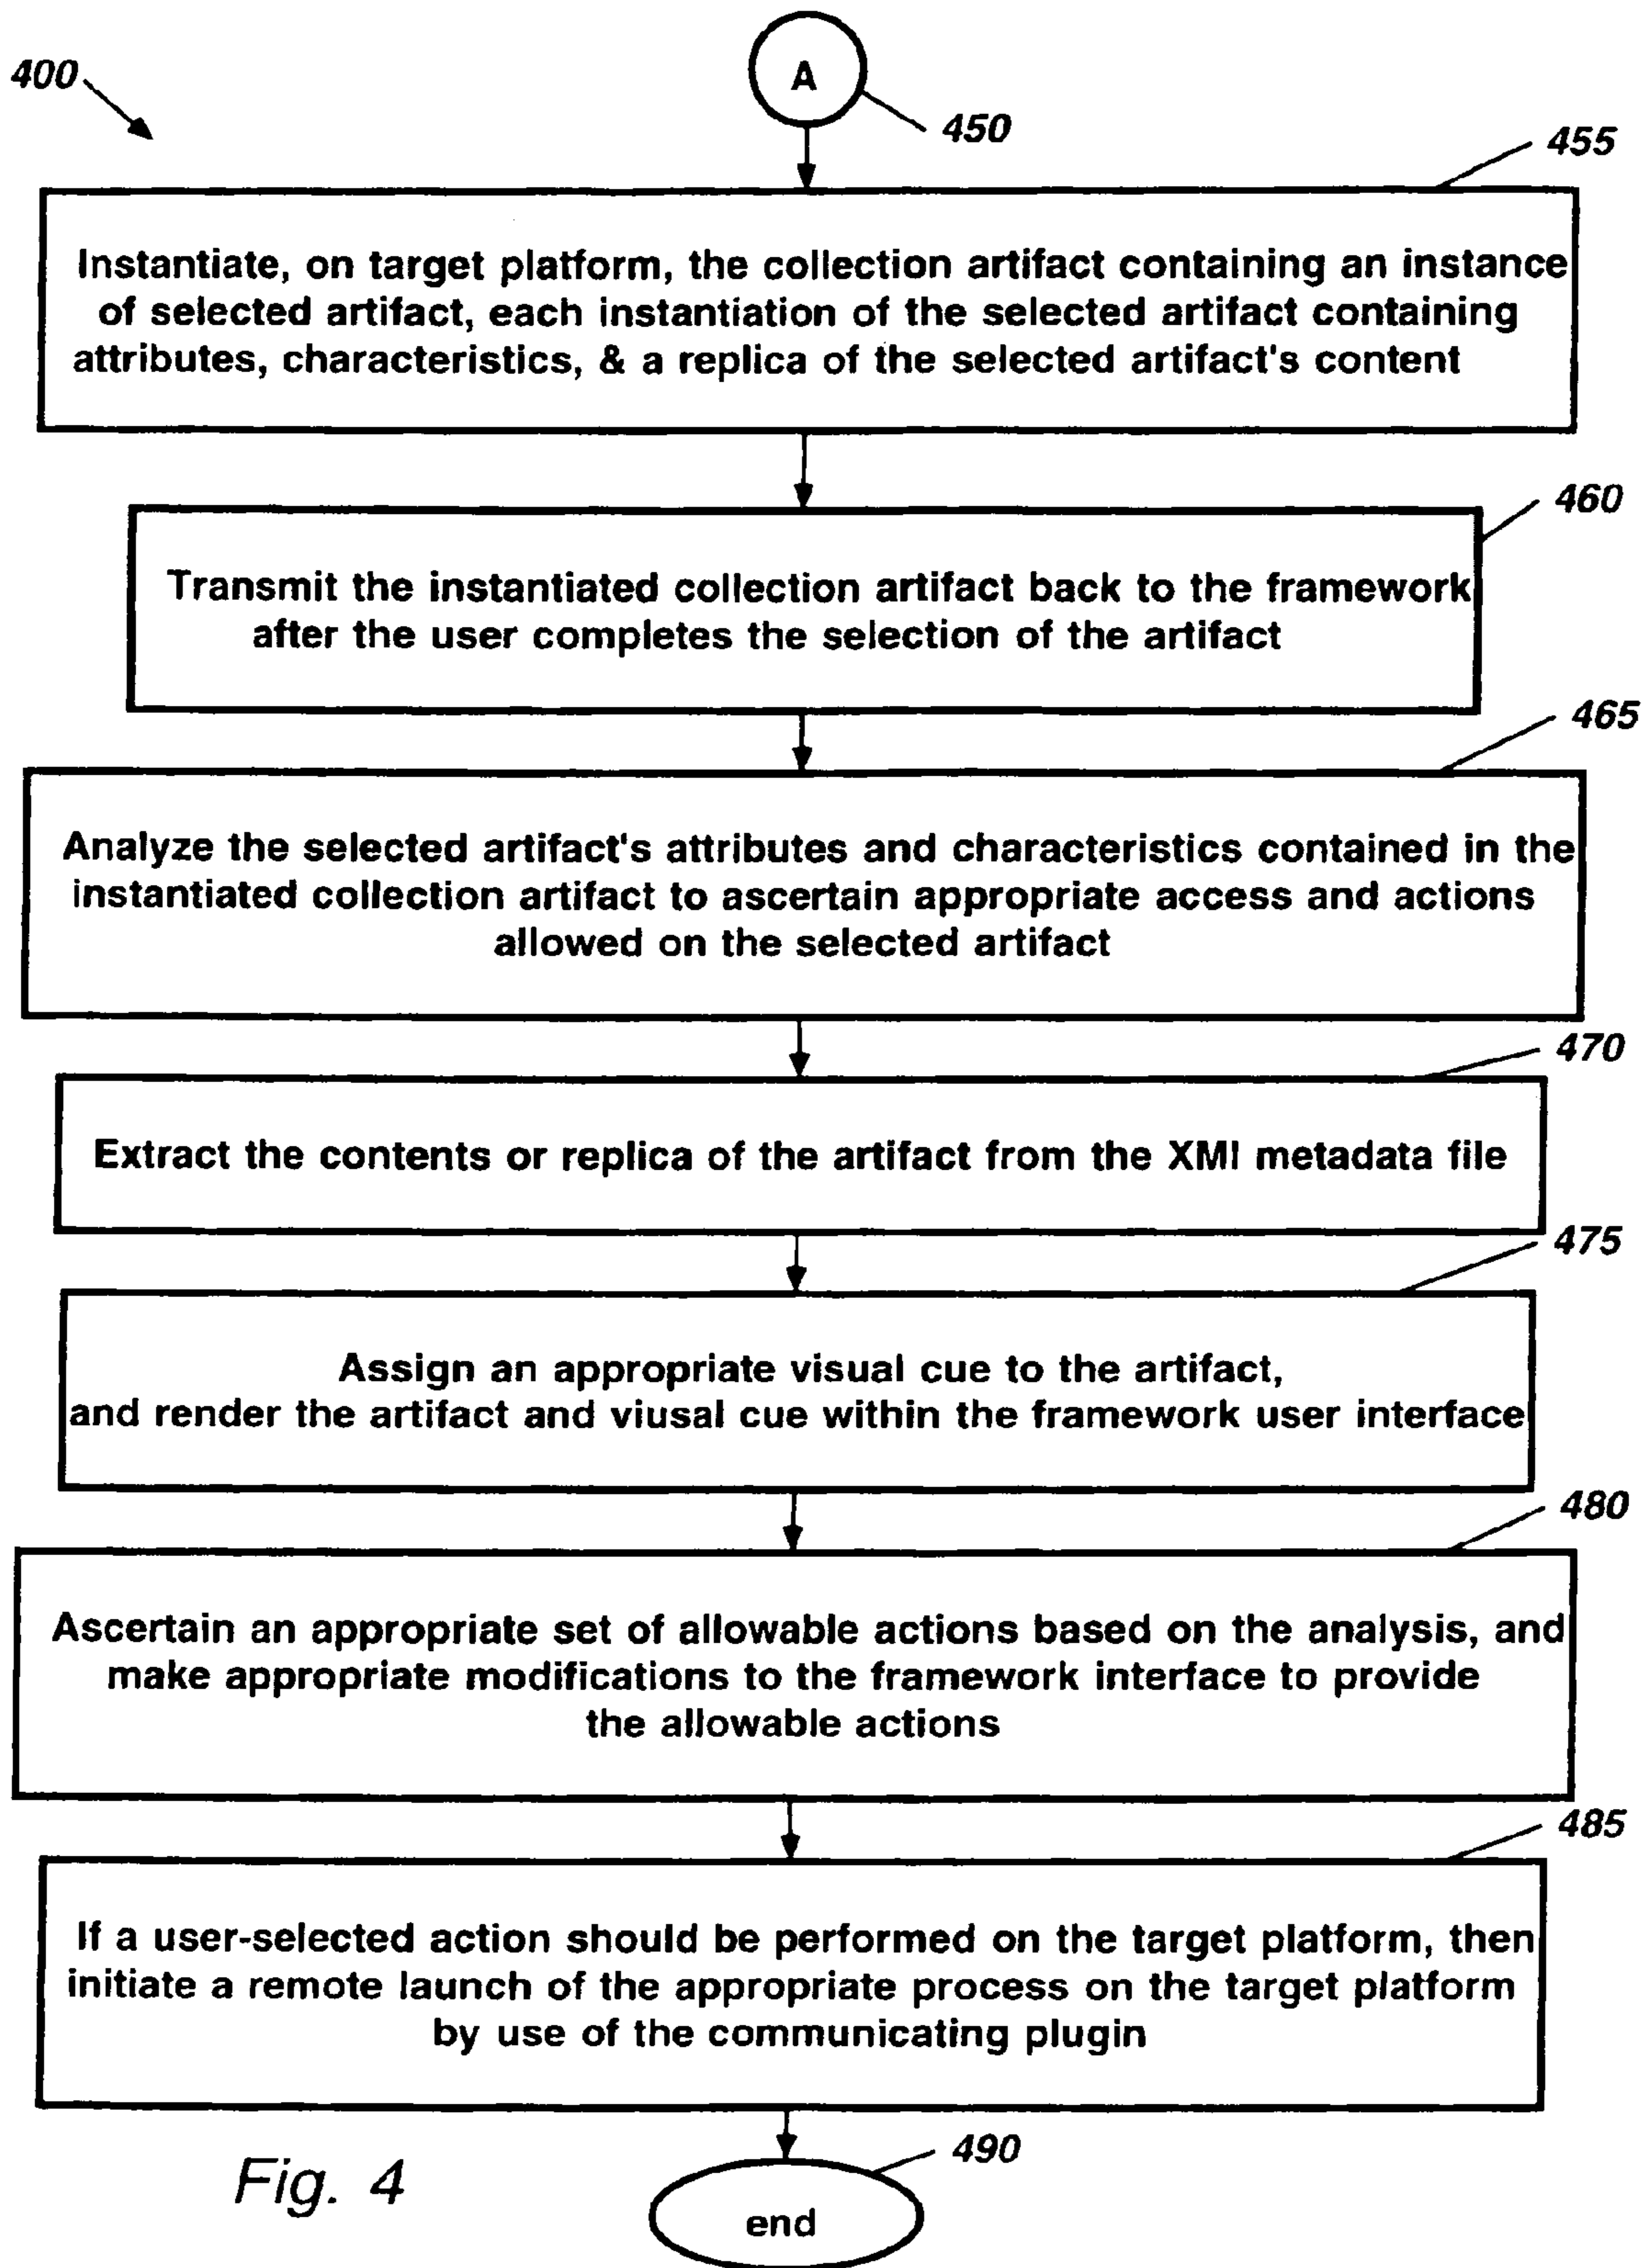 400
A
450
455
Instantiate, on target platform, the collection artifact containing an instance
of selected artifact, each instantiation of the selected artifact containing
attributes, characteristics, & a replica of the selected artifact's content
460
Transmit the instantiated collection artifact back to the framework
after the user completes the selection of the artifact
465
Analyze the selected artifact's attributes and characteristics contained in the
instantiated collection artifact to ascertain appropriate access and actions
allowed on the selected artifact
470
Extract the contents or replica of the artifact from the XMI metadata file
475
Assign an appropriate visual cue to the artifact,
and render the artifact and viusal cue within the framework user interface
480
Ascertain an appropriate set of allowable actions based on the analysis, and
make appropriate modifications to the framework interface to provide
the allowable actions
485
If a user-selected action should be performed on the target platform, then
initiate a remote launch of the appropriate process on the target platform
by use of the communicating plugin
490
end
Fig. 4